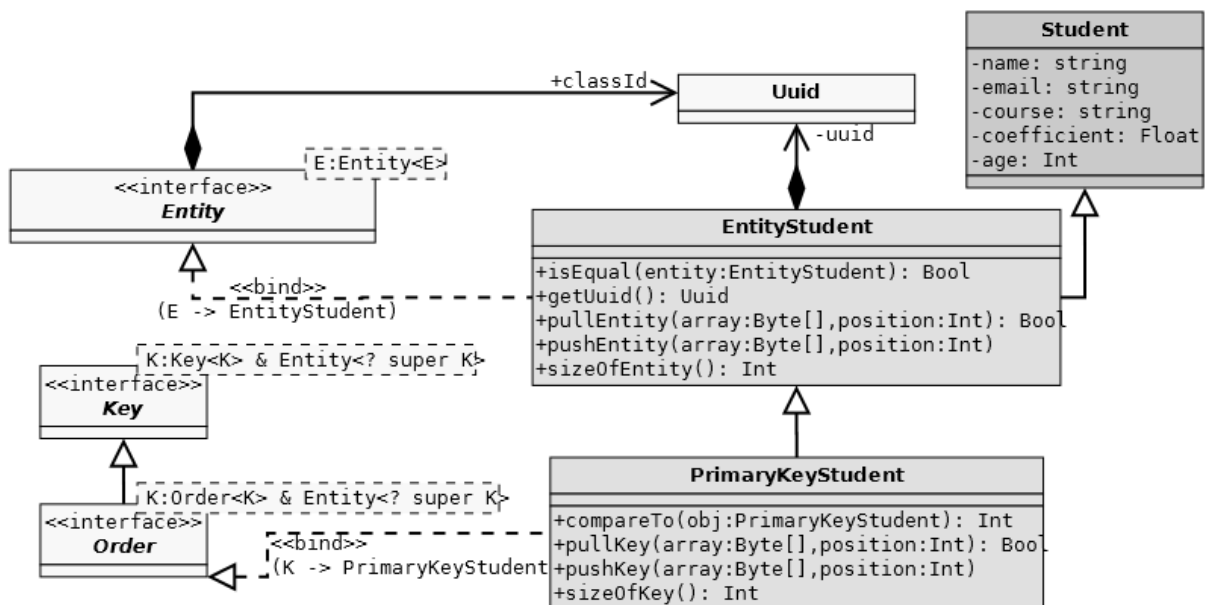 Student
-name: string
-email: string
-course: string
-coefficient: Float
-age: Int
+classId
Uuid
-uuid
E:Entity<E>
<<interface>>
Entity
EntityStudent
+isEqual(entity:EntityStudent): Bool
+getUuid(): Uuid
+pullEntity(array:Byte[],position:Int): Bool
+pushEntity(array:Byte[],position:Int)
+sizeOfEntity(): Int
<<bind>>
(E -> EntityStudent)
K:Key<K> & Entity<? super K>
<<interface>>
Key
K:Order<K> & Entity<? super K>
<<interface>>
Order
<<bind>>
(K -> PrimaryKeyStudent
PrimaryKeyStudent
+compareTo(obj:PrimaryKeyStudent): Int
+pullKey(array:Byte[],position:Int): Bool
+pushKey(array:Byte[],position:Int)
+sizeOfKey(): Int